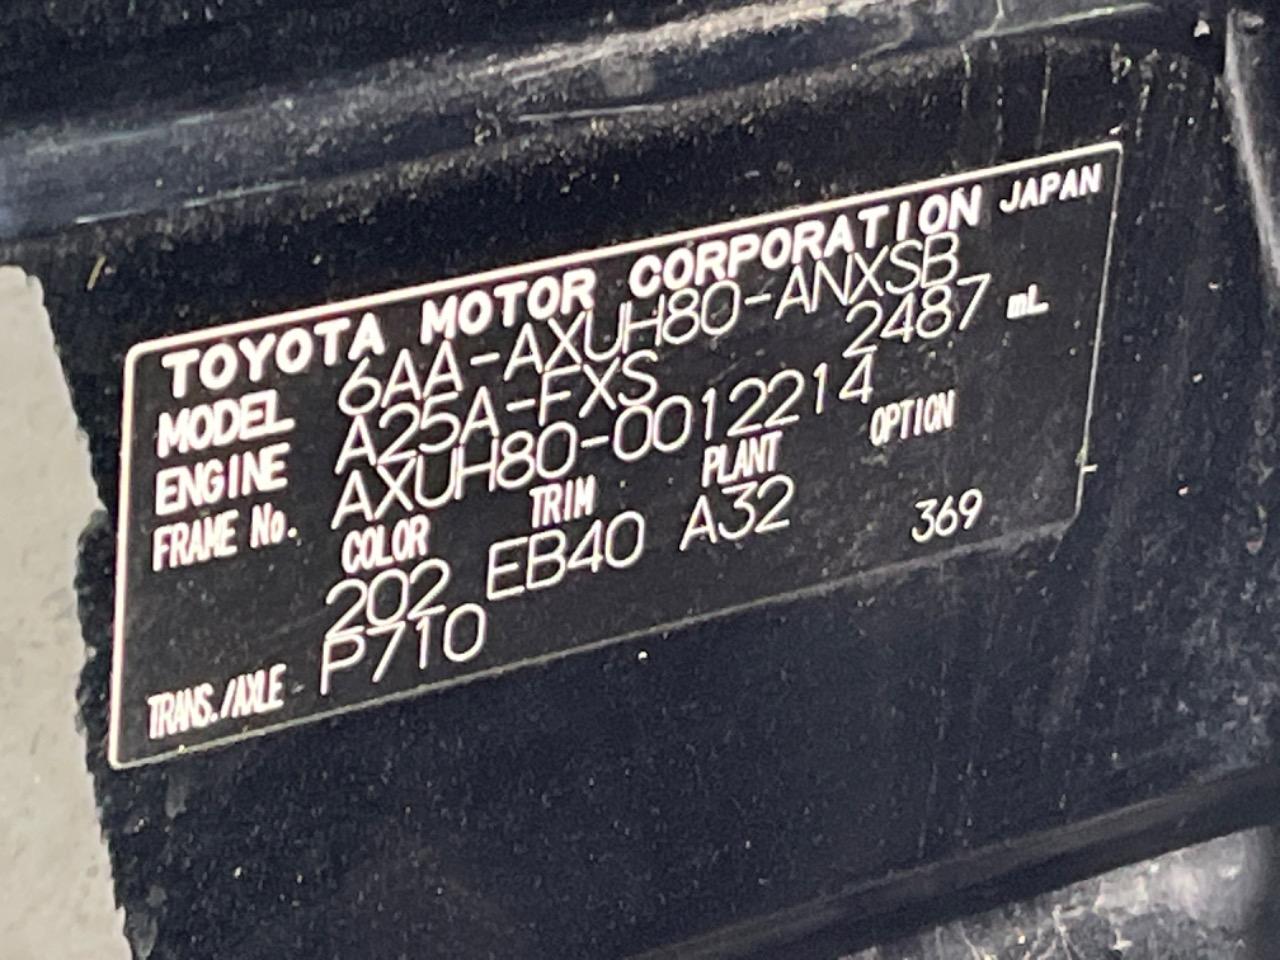 TOYOTA MOTOR CORPORATION JAPAN
MODEL 6AA-AXUH80-ANXSB
ENGINE A25A-FXS 2487 mL
FRAME No. AXUH80-0012214
COLOR TRIM PLANT OPTION
202 EB40 A32 369
TRANS./AXLE P710